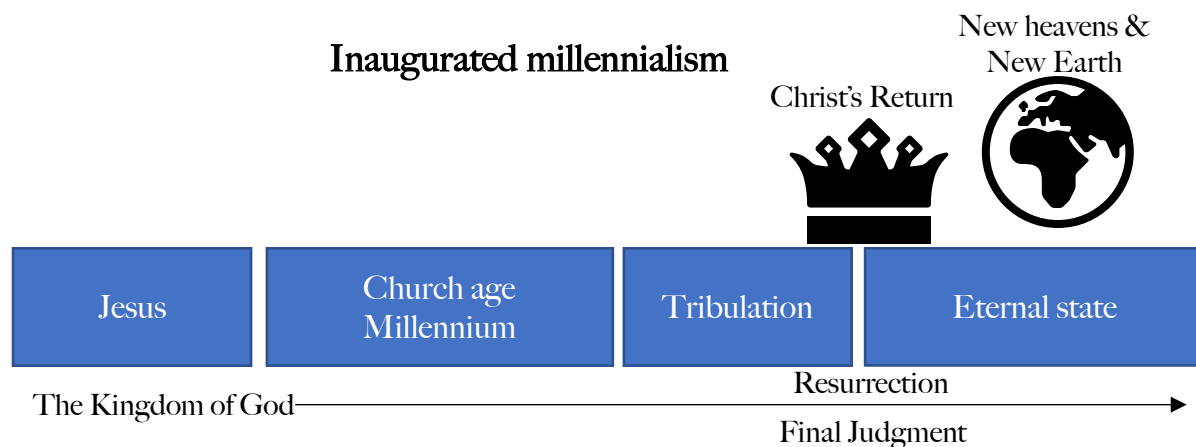 Inaugurated millennialism
New heavens &
New Earth
Christ's Return
Jesus
Church age
Millennium
Tribulation
Eternal state
The Kingdom of God
Resurrection
Final Judgment